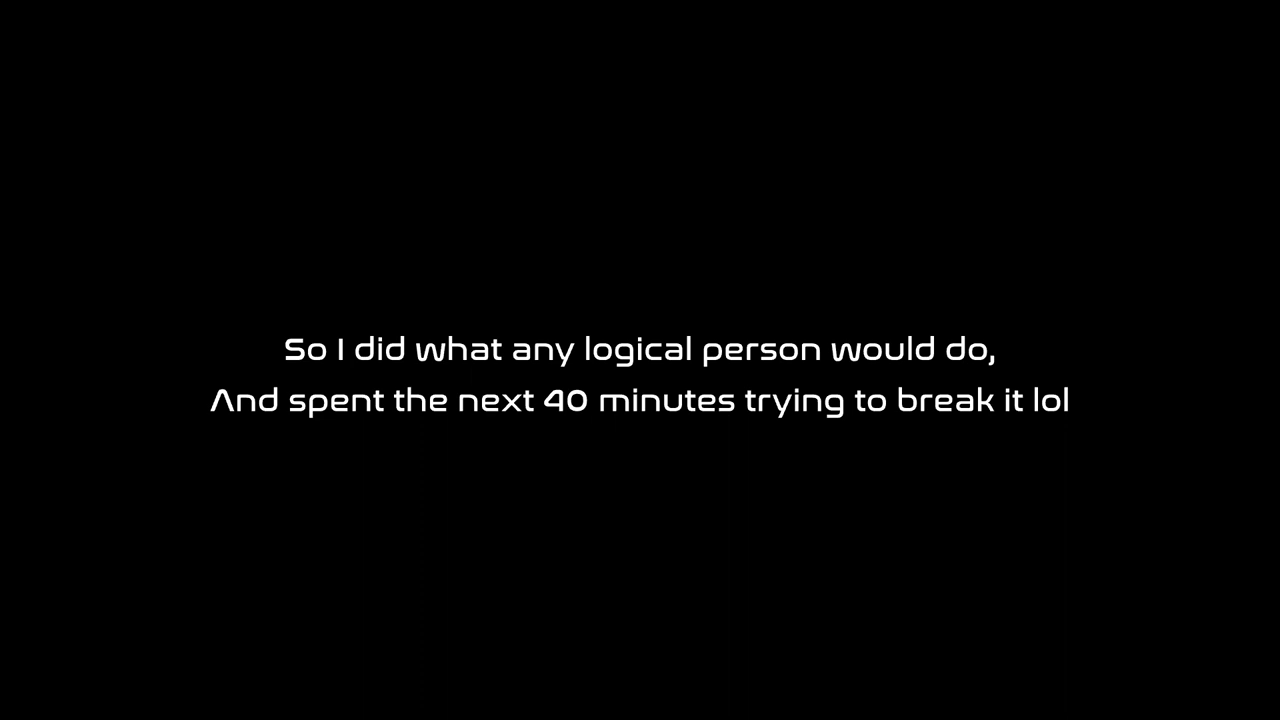 So I did what any logical person would do,
And spent the next 40 minutes trying to break it lol